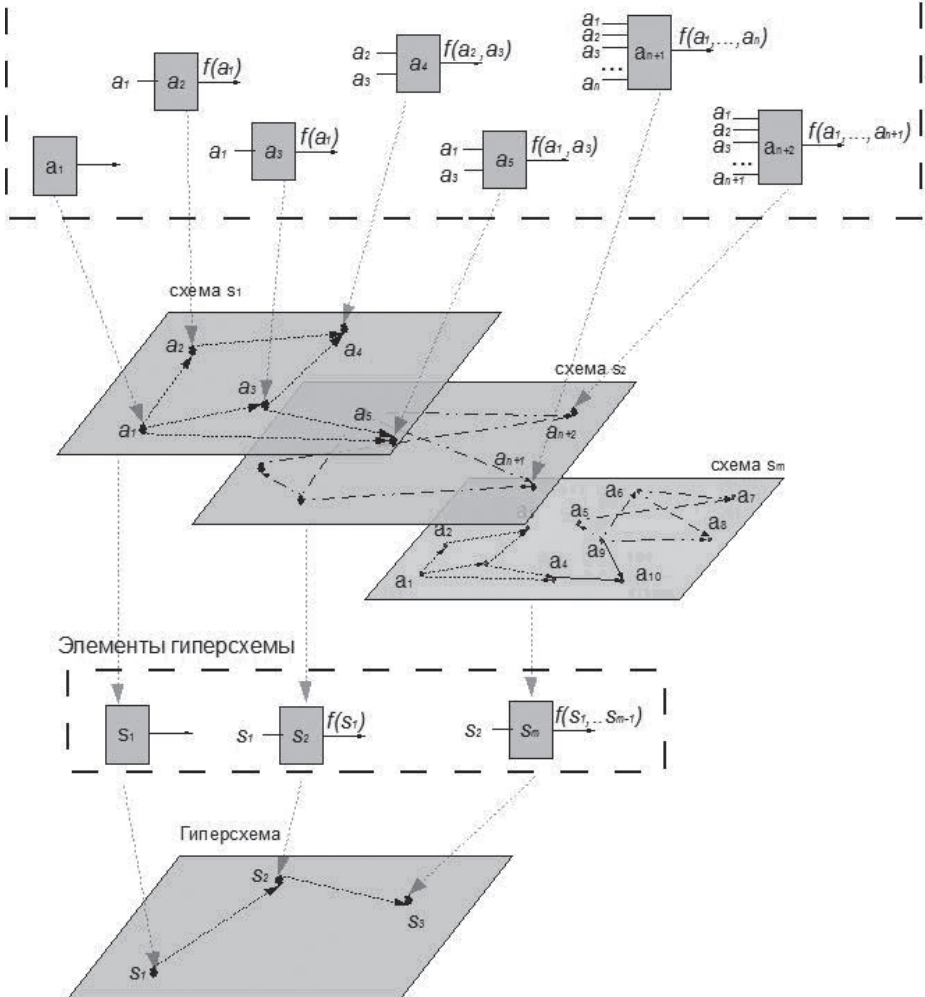 a₁
a₁ a₂ f(a₁)
a₁ a₃ f(a₁)
a₂
a₃
a₄ f(a₂,a₃)
a₁
a₃
a₅ f(a₁,a₃)
a₁
a₂
a₃
...
aₙ
aₙ₊₁ f(a₁,...,aₙ)
a₁
a₂
a₃
...
aₙ₊₁
aₙ₊₂ f(a₁,...,aₙ₊₁)
схема s₁
a₂
a₄
a₃
a₁
a₅
схема s₂
aₙ₊₂
aₙ₊₁
схема sₘ
a₆
a₇
a₅
a₈
a₂
a₉
a₁
a₄
a₁₀
Элементы гиперсхемы
s₁
s₁ s₂ f(s₁)
s₂ sₘ f(s₁,..sₘ₋₁)
Гиперсхема
s₂
s₃
s₁